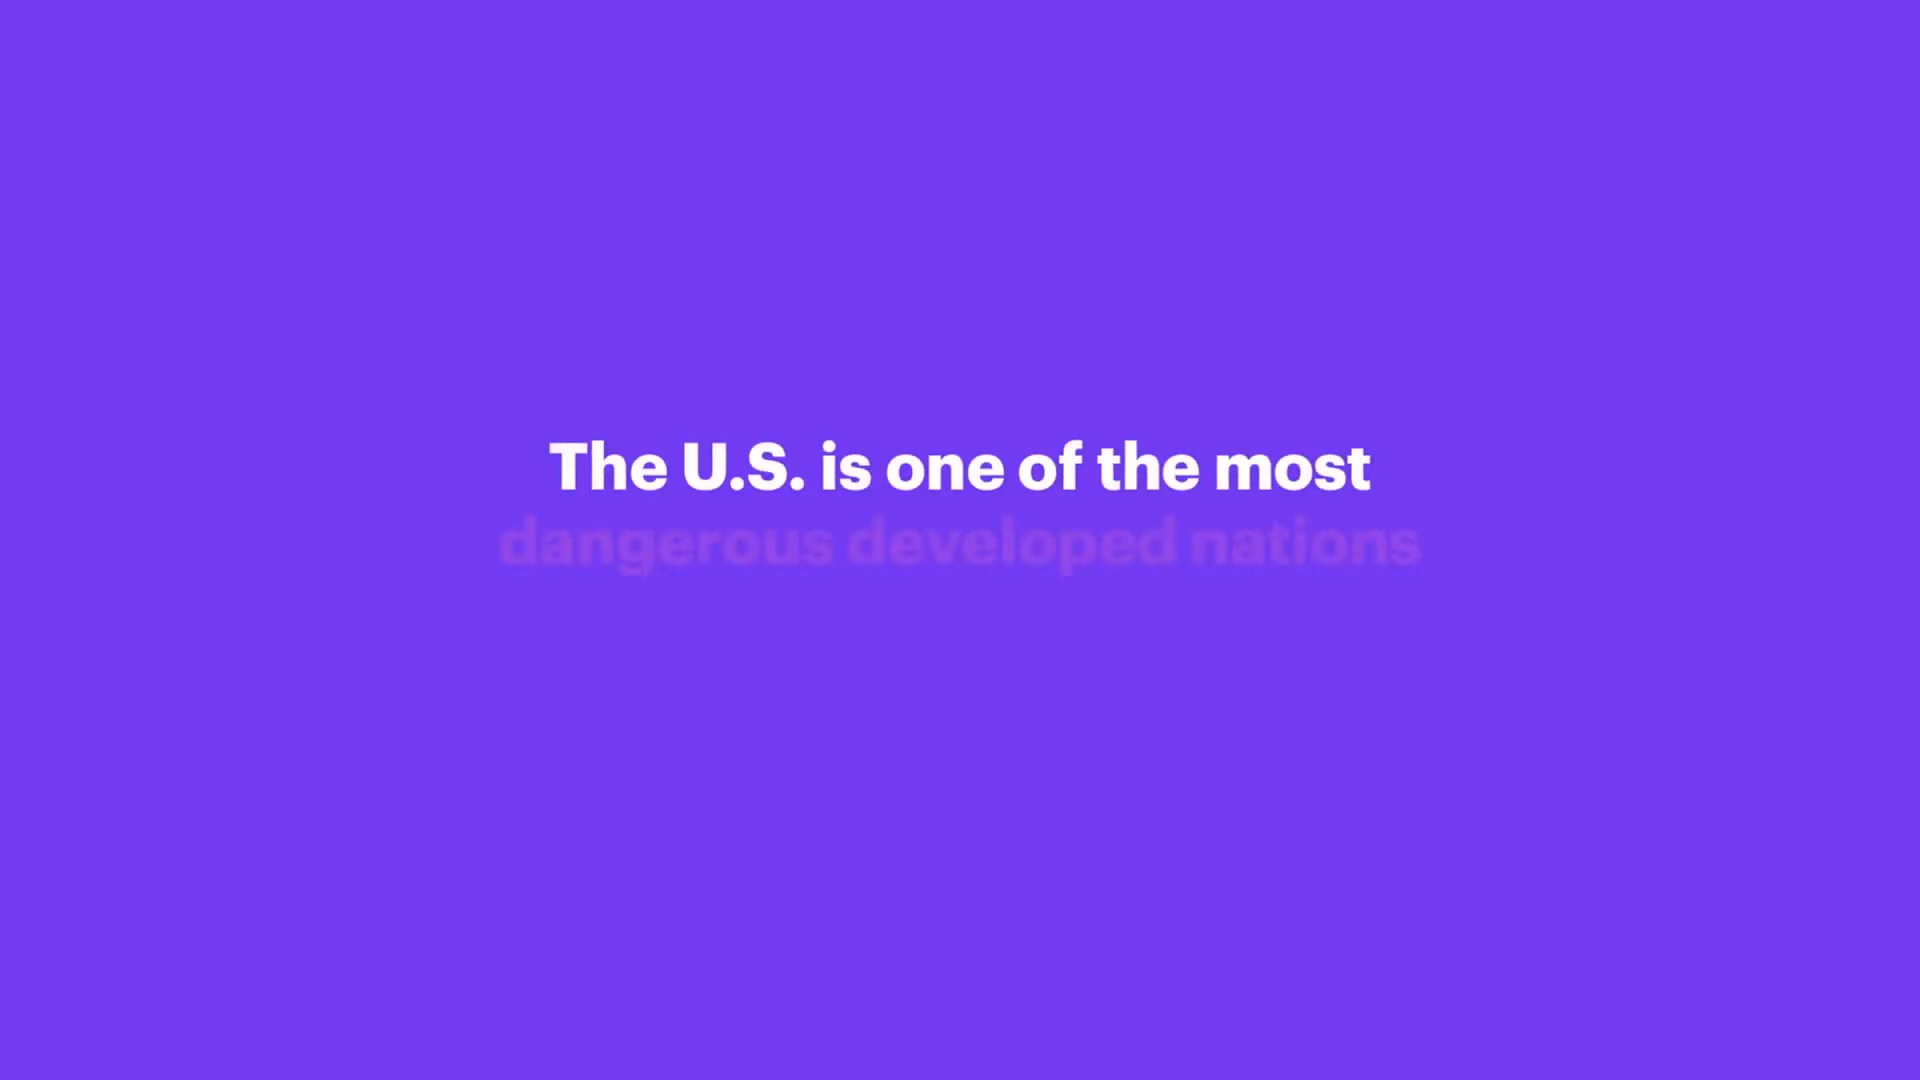 The U.S. is one of the most
dangerous developed nations